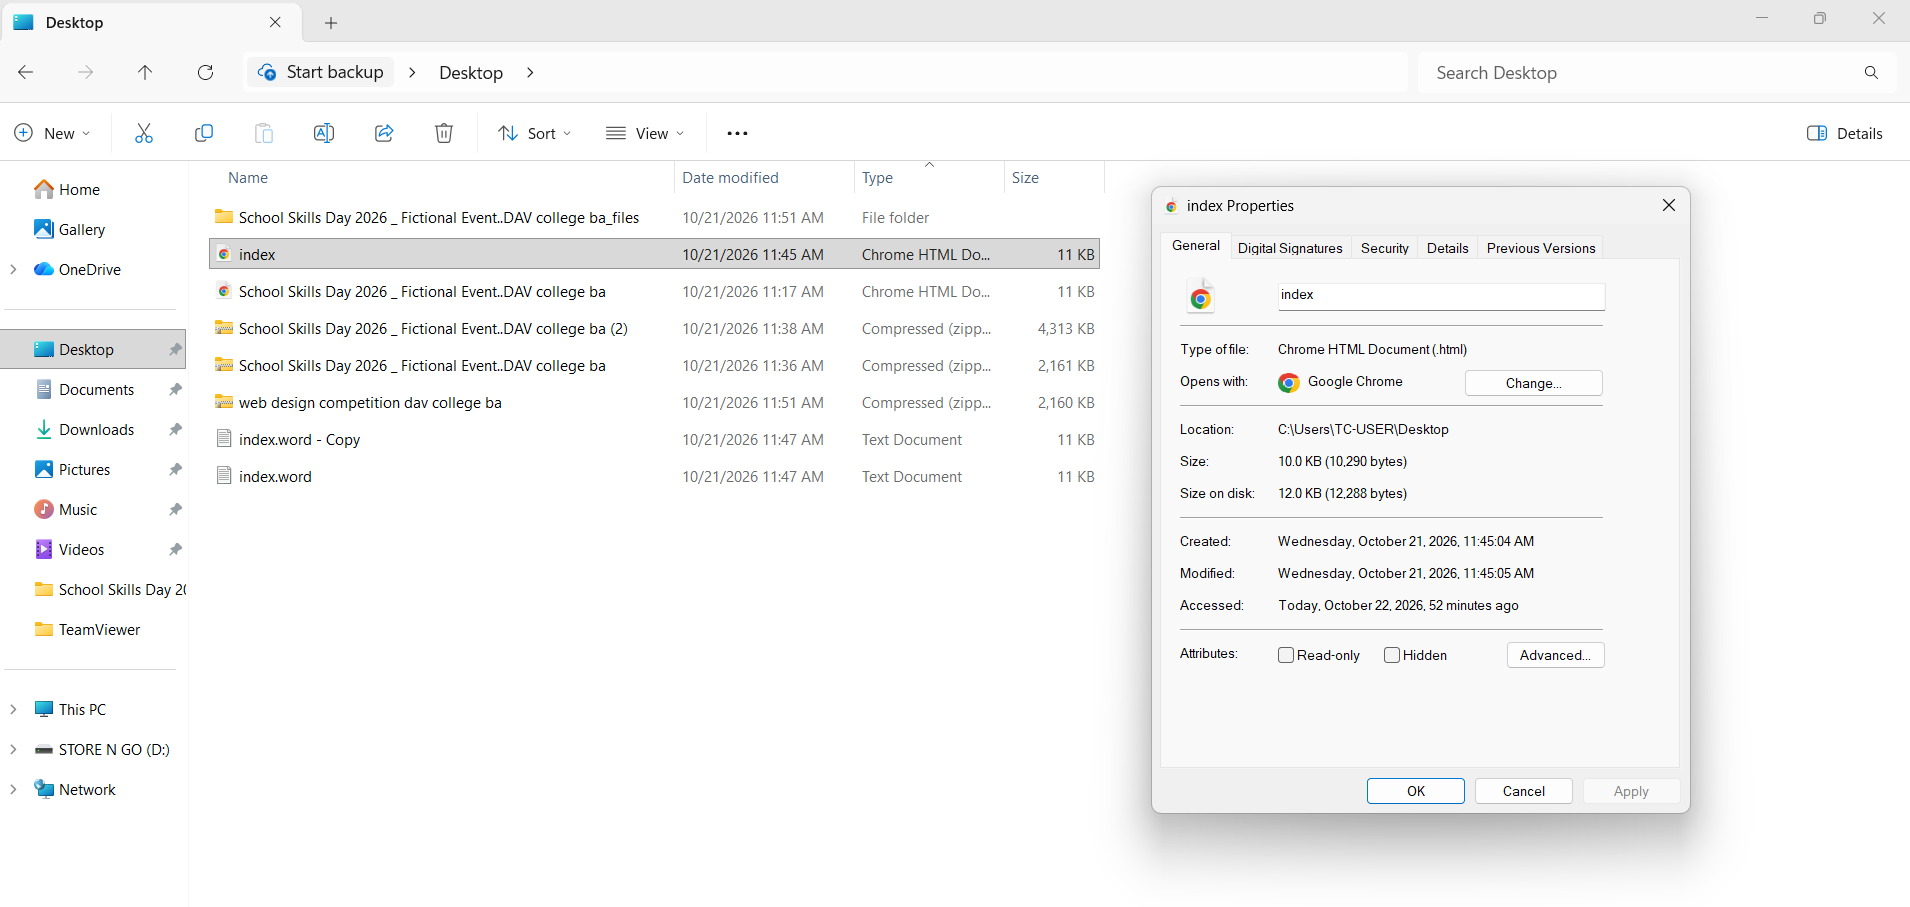 Desktop
Start backup > Desktop >
Search Desktop
New
Sort
View
Details
Home
Gallery
OneDrive
Desktop
Documents
Downloads
Pictures
Music
Videos
School Skills Day 20
TeamViewer
This PC
STORE N GO (D:)
Network
Name Date modified Type Size
School Skills Day 2026 _ Fictional Event..DAV college ba_files 10/21/2026 11:51 AM File folder
index 10/21/2026 11:45 AM Chrome HTML Do... 11 KB
School Skills Day 2026 _ Fictional Event..DAV college ba 10/21/2026 11:17 AM Chrome HTML Do... 11 KB
School Skills Day 2026 _ Fictional Event..DAV college ba (2) 10/21/2026 11:38 AM Compressed (zipp... 4,313 KB
School Skills Day 2026 _ Fictional Event..DAV college ba 10/21/2026 11:36 AM Compressed (zipp... 2,161 KB
web design competition dav college ba 10/21/2026 11:51 AM Compressed (zipp... 2,160 KB
index.word - Copy 10/21/2026 11:47 AM Text Document 11 KB
index.word 10/21/2026 11:47 AM Text Document 11 KB
index Properties
General Digital Signatures Security Details Previous Versions
index
Type of file: Chrome HTML Document (.html)
Opens with: Google Chrome Change...
Location: C:\Users\TC-USER\Desktop
Size: 10.0 KB (10,290 bytes)
Size on disk: 12.0 KB (12,288 bytes)
Created: Wednesday, October 21, 2026, 11:45:04 AM
Modified: Wednesday, October 21, 2026, 11:45:05 AM
Accessed: Today, October 22, 2026, 52 minutes ago
Attributes: Read-only Hidden Advanced...
OK Cancel Apply